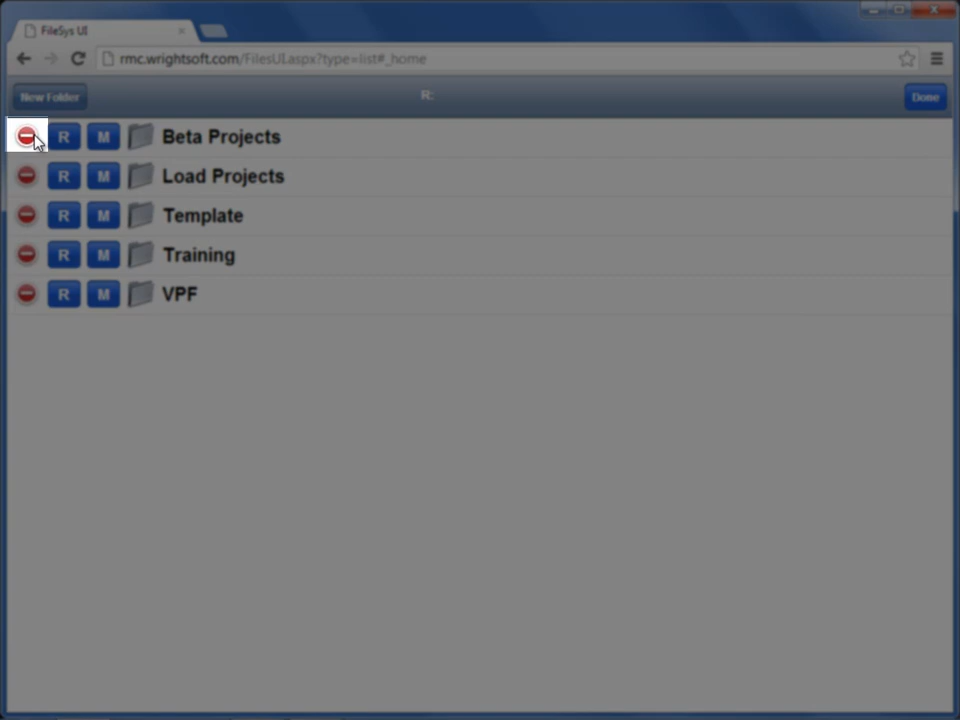 FileSys UI
rmc.wrightsoft.com/FilesUI.aspx?type=list#_home
New Folder R: Done
R M Beta Projects
R M Load Projects
R M Template
R M Training
R M VPF